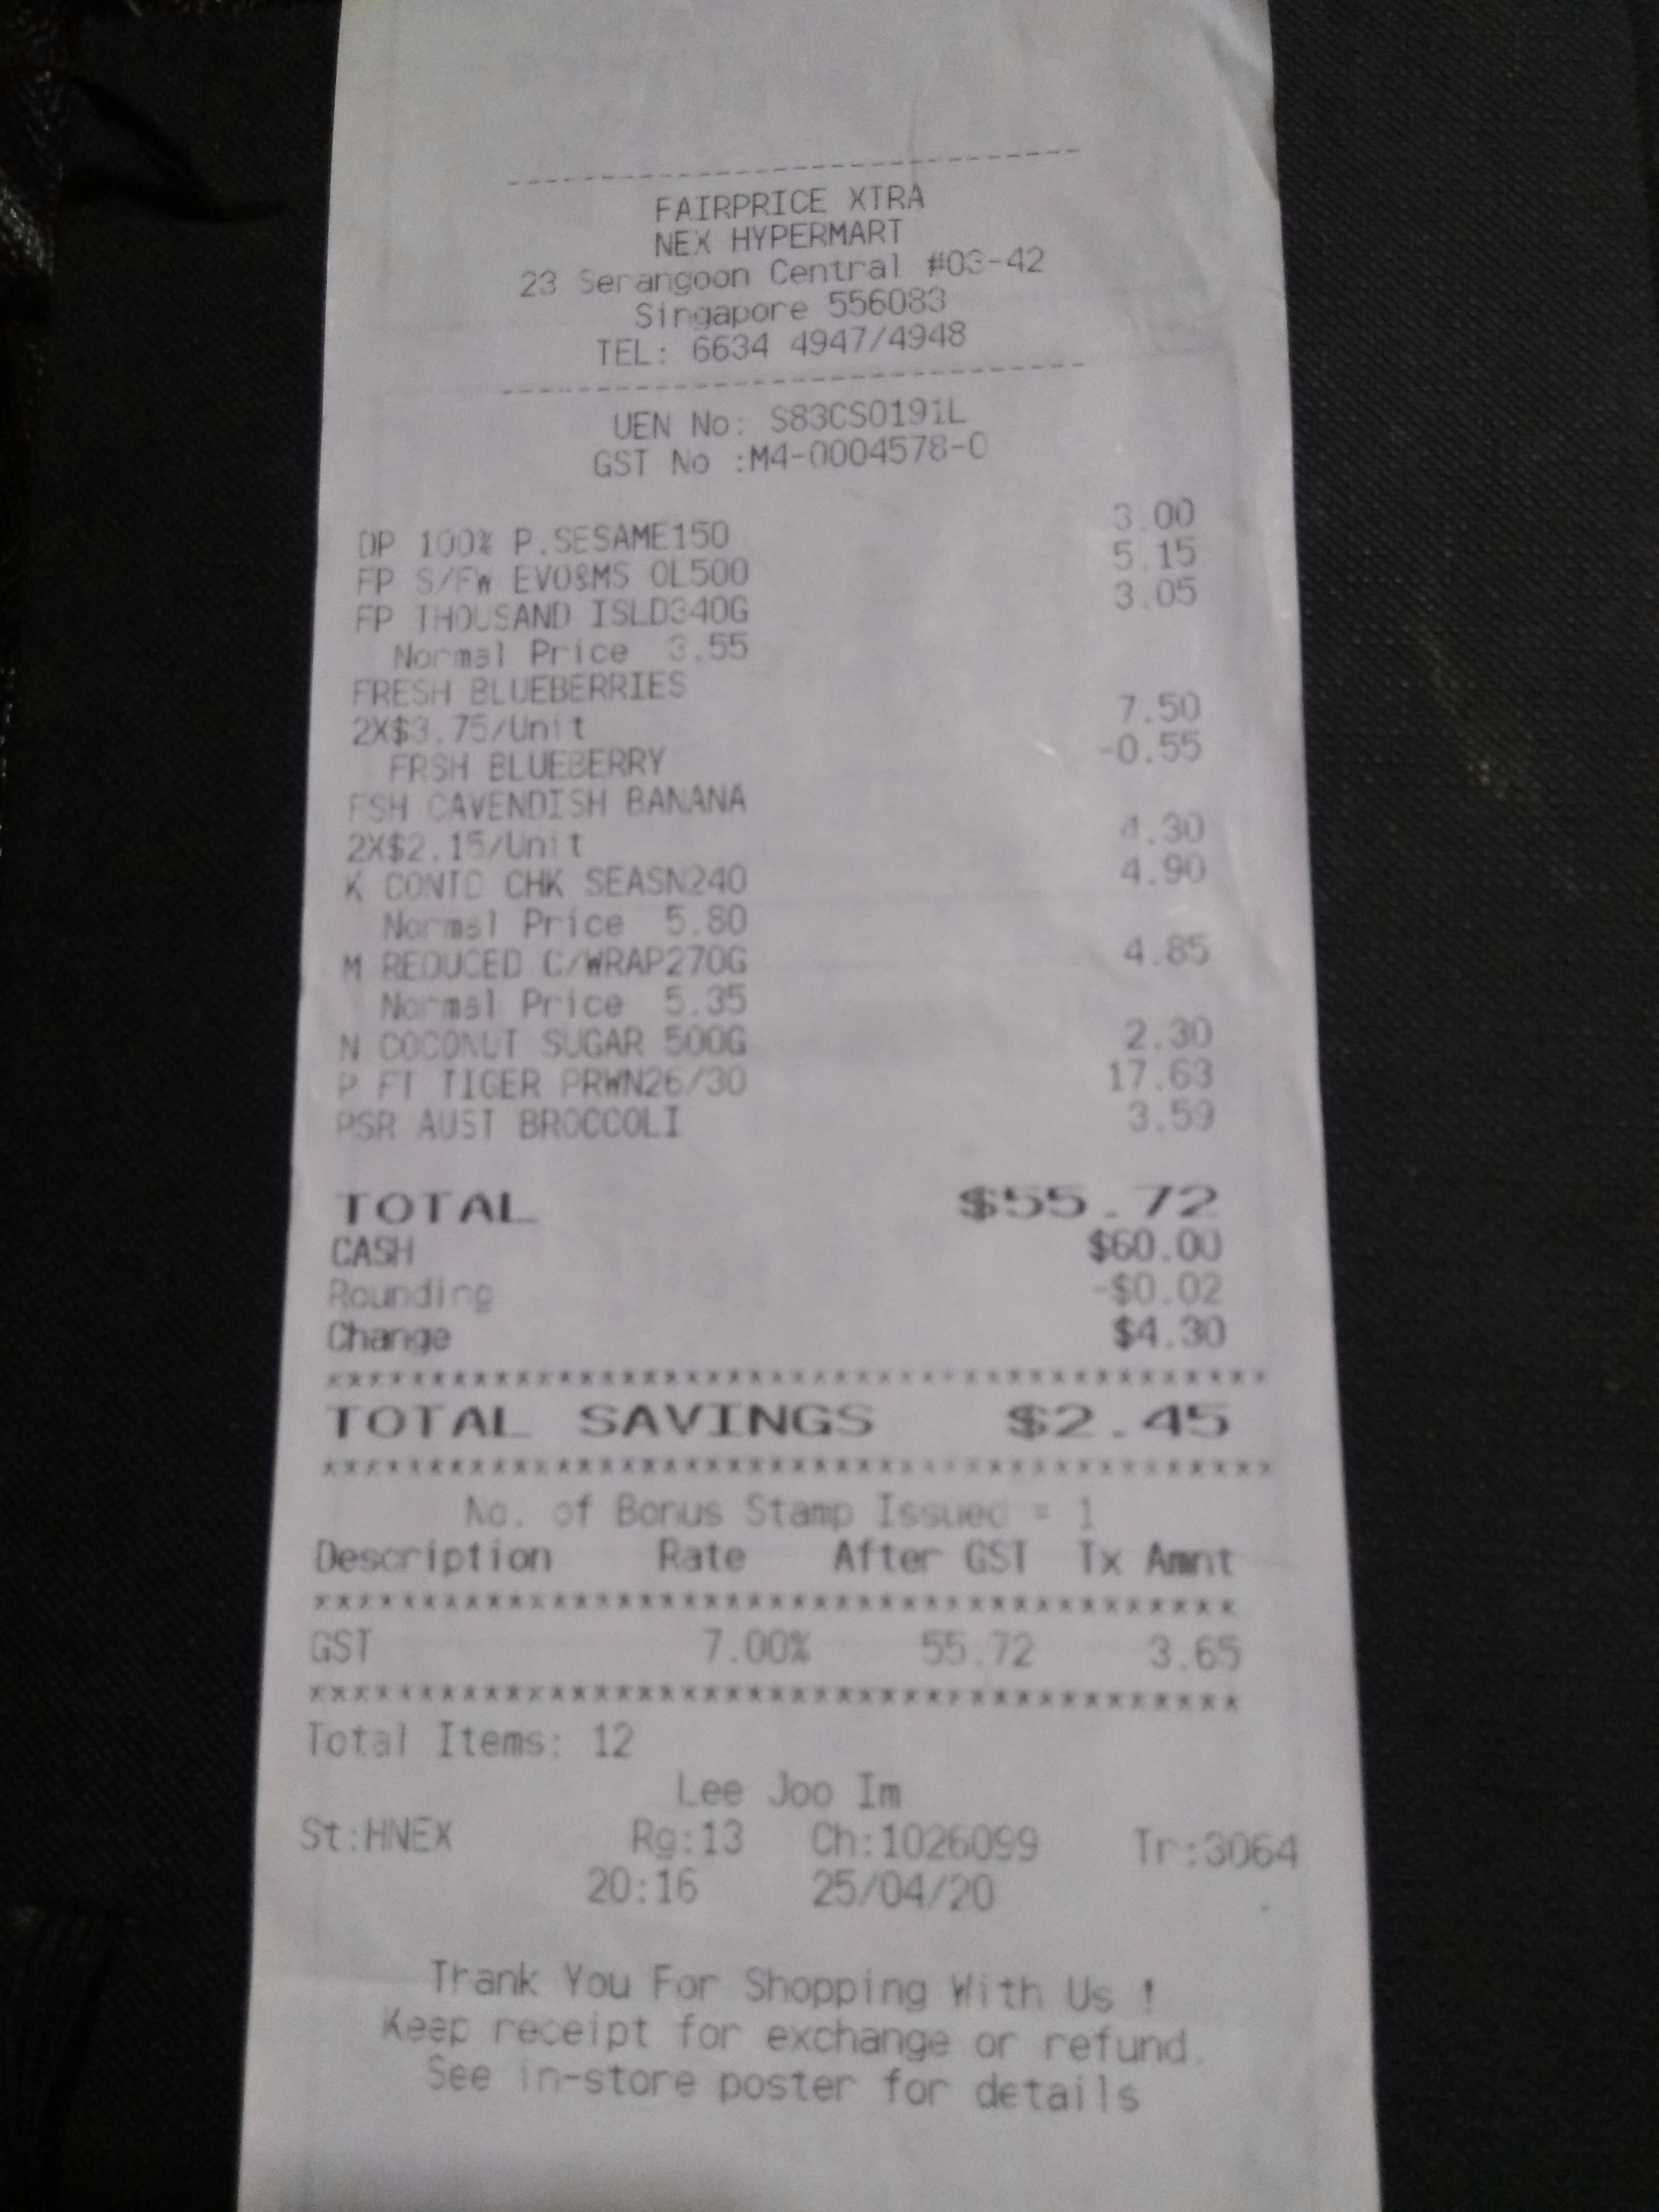 FAIRPRICE XTRA
NEX HYPERMART
23 Serangoon Central #03-42
Singapore 556083
TEL: 6634 4947/4948
UEN No: S83CS0191L
GST No :M4-0004578-0
DP 100% P.SESAME150 3.00
FP S/FW EVO&MS OL500 5.15
FP THOUSAND ISLD340G 3.05
Normal Price 3.55
FRESH BLUEBERRIES
2X$3.75/Unit 7.50
FRSH BLUEBERRY -0.55
FSH CAVENDISH BANANA
2X$2.15/Unit 4.30
K CONTD CHK SEASN240 4.90
Normal Price 5.80
M REDUCED C/WRAP270G 4.85
Normal Price 5.35
N COCONUT SUGAR 500G 2.30
P FT TIGER PRWN26/30 17.63
PSR AUST BROCCOLI 3.59
TOTAL $55.72
CASH $60.00
Rounding -$0.02
Change $4.30
TOTAL SAVINGS $2.45
No. of Bonus Stamp Issued = 1
Description Rate After GST Tx Amnt
GST 7.00% 55.72 3.65
Total Items: 12
Lee Joo Im
St:HNEX Rg:13 Ch:1026099 Tr:3064
20:16 25/04/20
Thank You For Shopping With Us !
Keep receipt for exchange or refund.
See in-store poster for details